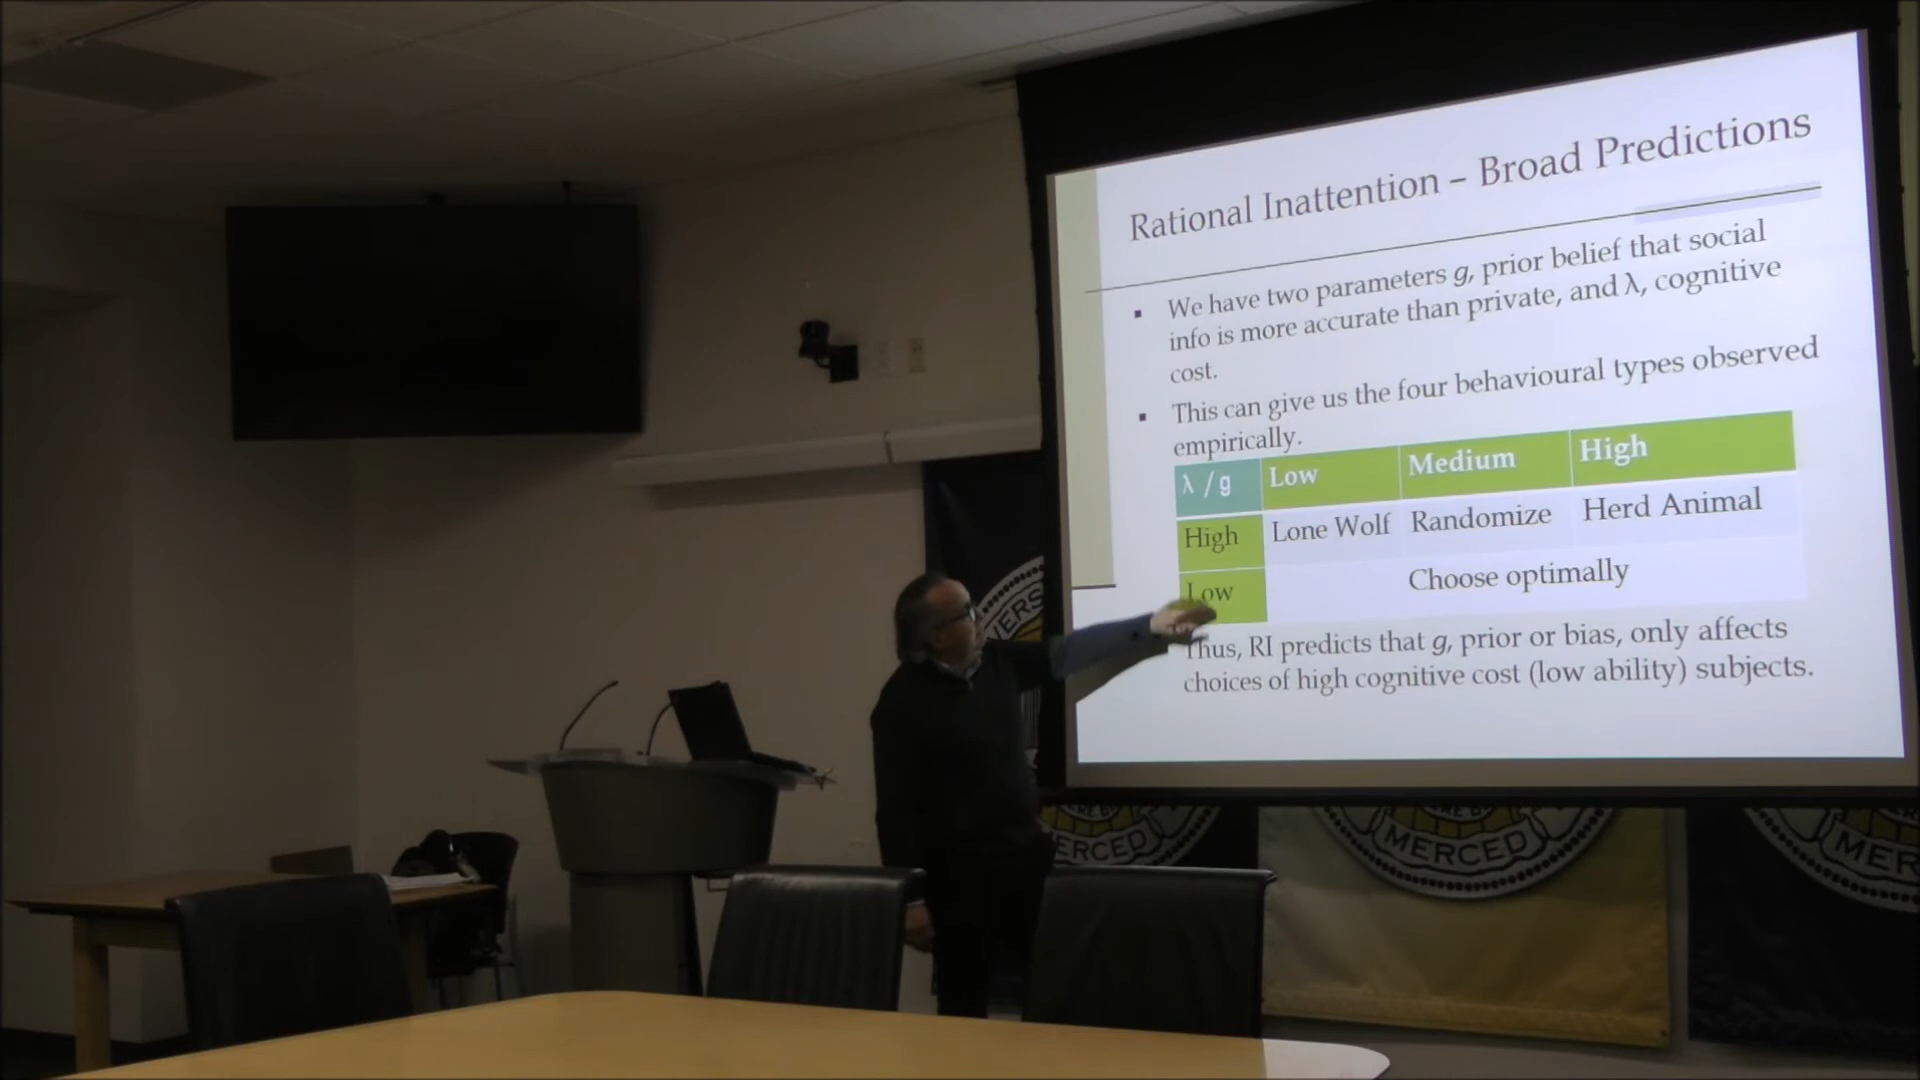 Rational Inattention – Broad Predictions
▪ We have two parameters g, prior belief that social
info is more accurate than private, and λ, cognitive
cost.
▪ This can give us the four behavioural types observed
empirically.
λ / g Low Medium High
High Lone Wolf Randomize Herd Animal
Low Choose optimally
Thus, RI predicts that g, prior or bias, only affects
choices of high cognitive cost (low ability) subjects.
VERS
ERCED
MERCED
MER